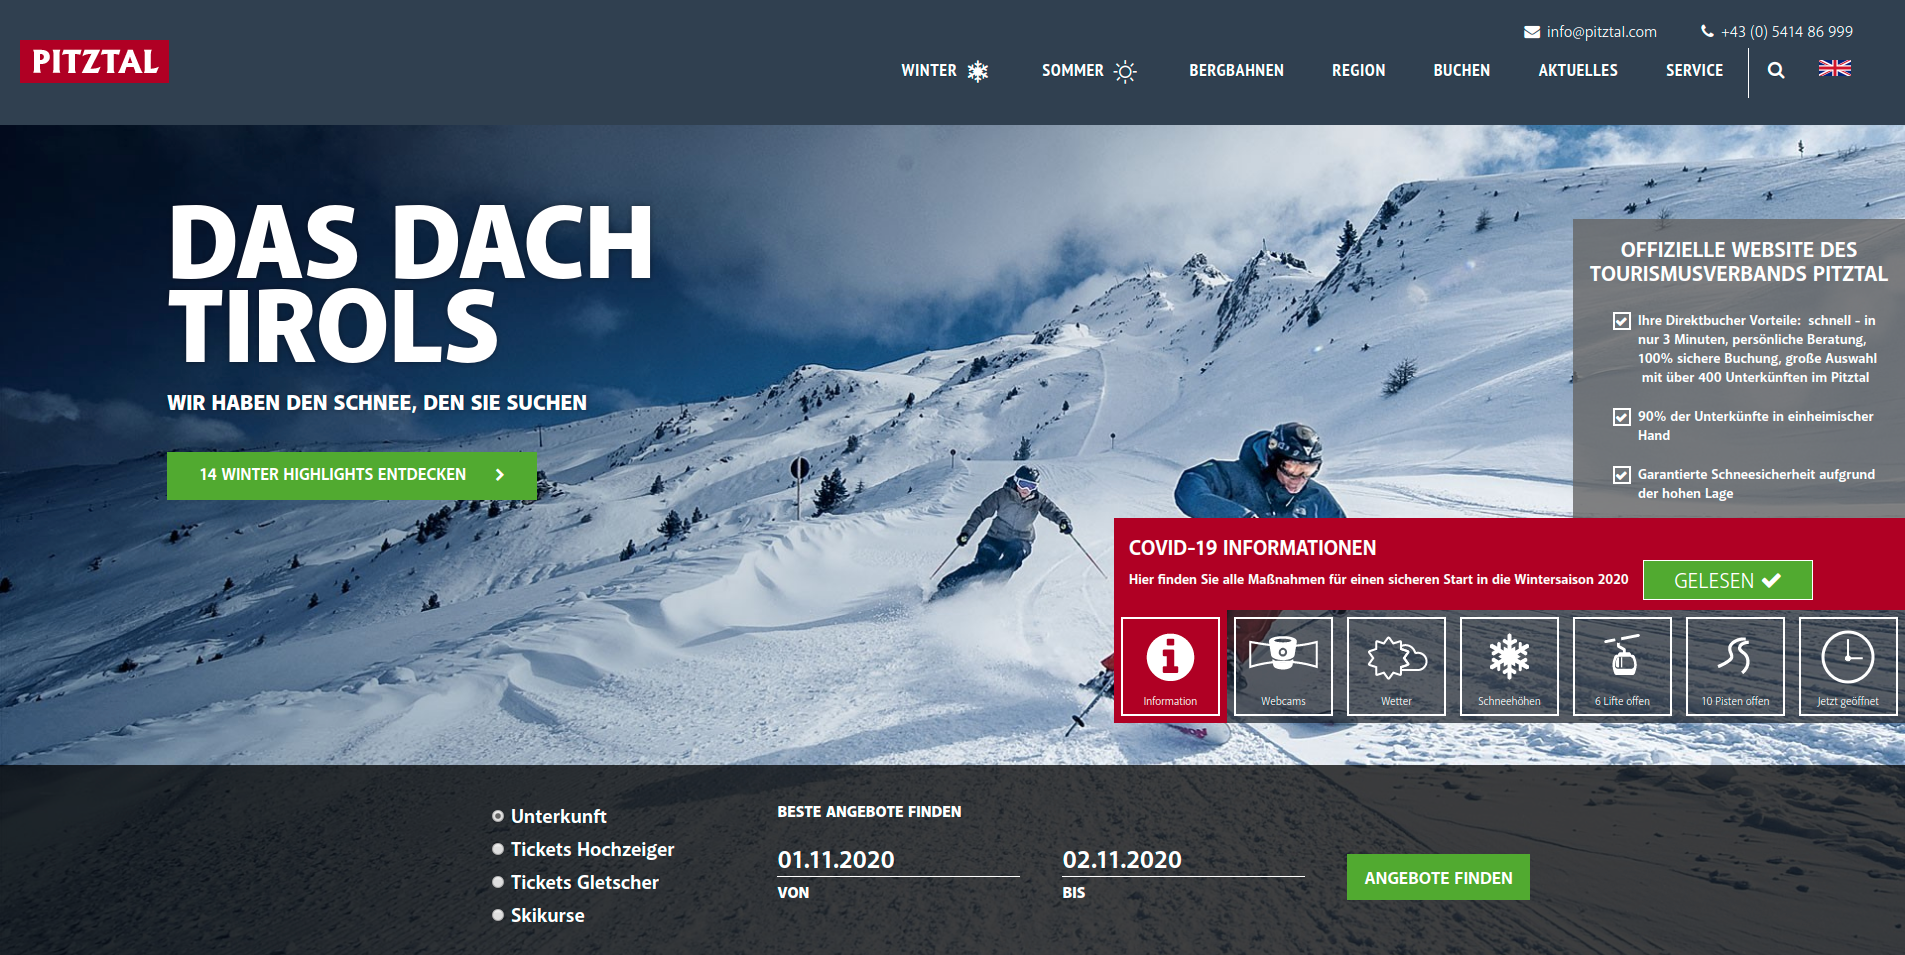 info@pitztal.com
+43 (0) 5414 86 999
PITZTAL
WINTER
SOMMER
BERGBAHNEN
REGION
BUCHEN
AKTUELLES
SERVICE
DAS DACH
TIROLS
WIR HABEN DEN SCHNEE, DEN SIE SUCHEN
14 WINTER HIGHLIGHTS ENTDECKEN
OFFIZIELLE WEBSITE DES
TOURISMUSVERBANDS PITZTAL
Ihre Direktbucher Vorteile: schnell - in
nur 3 Minuten, persönliche Beratung,
100% sichere Buchung, große Auswahl
mit über 400 Unterkünften im Pitztal
90% der Unterkünfte in einheimischer
Hand
Garantierte Schneesicherheit aufgrund
der hohen Lage
COVID-19 INFORMATIONEN
Hier finden Sie alle Maßnahmen für einen sicheren Start in die Wintersaison 2020
GELESEN
Information
Webcams
Wetter
Schneehöhen
6 Lifte offen
10 Pisten offen
Jetzt geöffnet
Unterkunft
Tickets Hochzeiger
Tickets Gletscher
Skikurse
BESTE ANGEBOTE FINDEN
01.11.2020
VON
02.11.2020
BIS
ANGEBOTE FINDEN